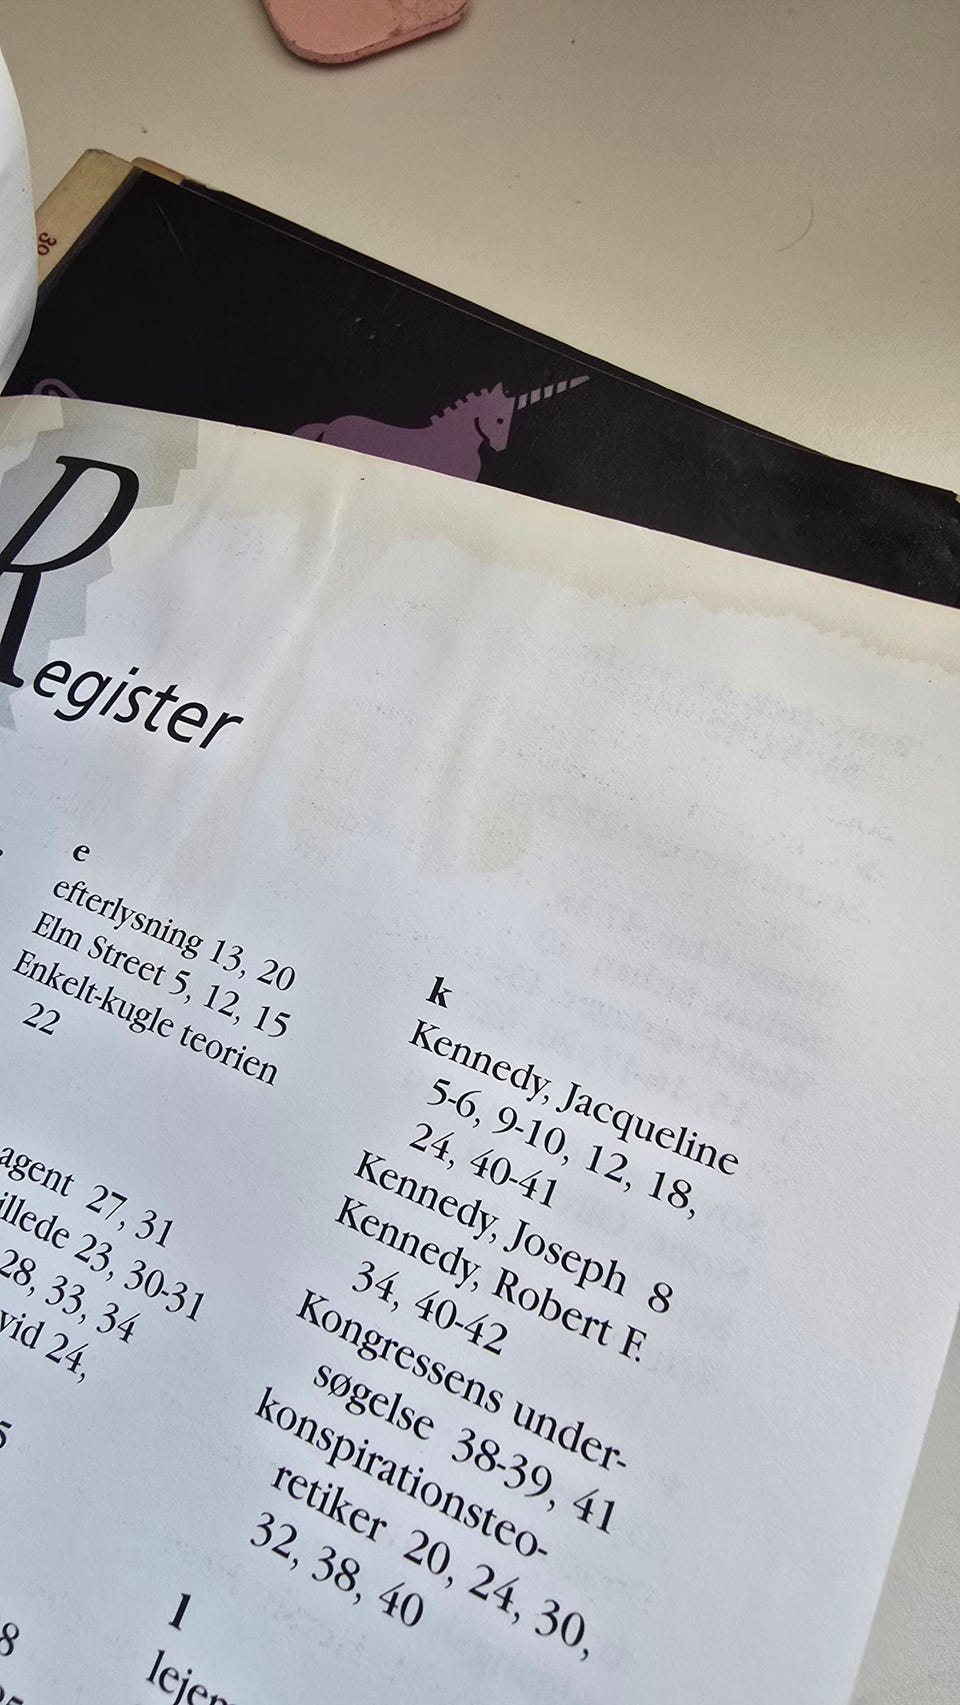 30
Register
e
efterlysning 13, 20
Elm Street 5, 12, 15
Enkelt-kugle teorien
22
agent 27, 31
illede 23, 30-31
28, 33, 34
vid 24,
5
8
k
Kennedy, Jacqueline
5-6, 9-10, 12, 18,
24, 40-41
Kennedy, Joseph 8
Kennedy, Robert F.
34, 40-42
Kongressens under-
søgelse 38-39, 41
konspirationsteo-
retiker 20, 24, 30,
32, 38, 40
l